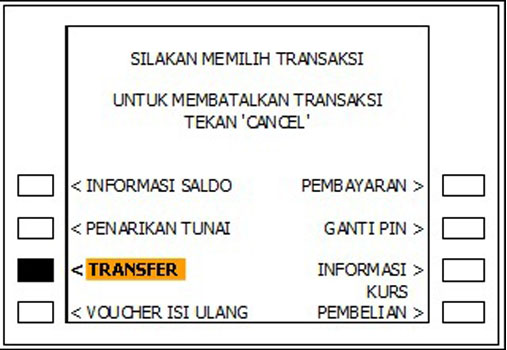 SILAKAN MEMILIH TRANSAKSI
UNTUK MEMBATALKAN TRANSAKSI
TEKAN 'CANCEL'
< INFORMASI SALDO PEMBAYARAN >
< PENARIKAN TUNAI GANTI PIN >
< TRANSFER INFORMASI >
KURS
< VOUCHER ISI ULANG PEMBELIAN >